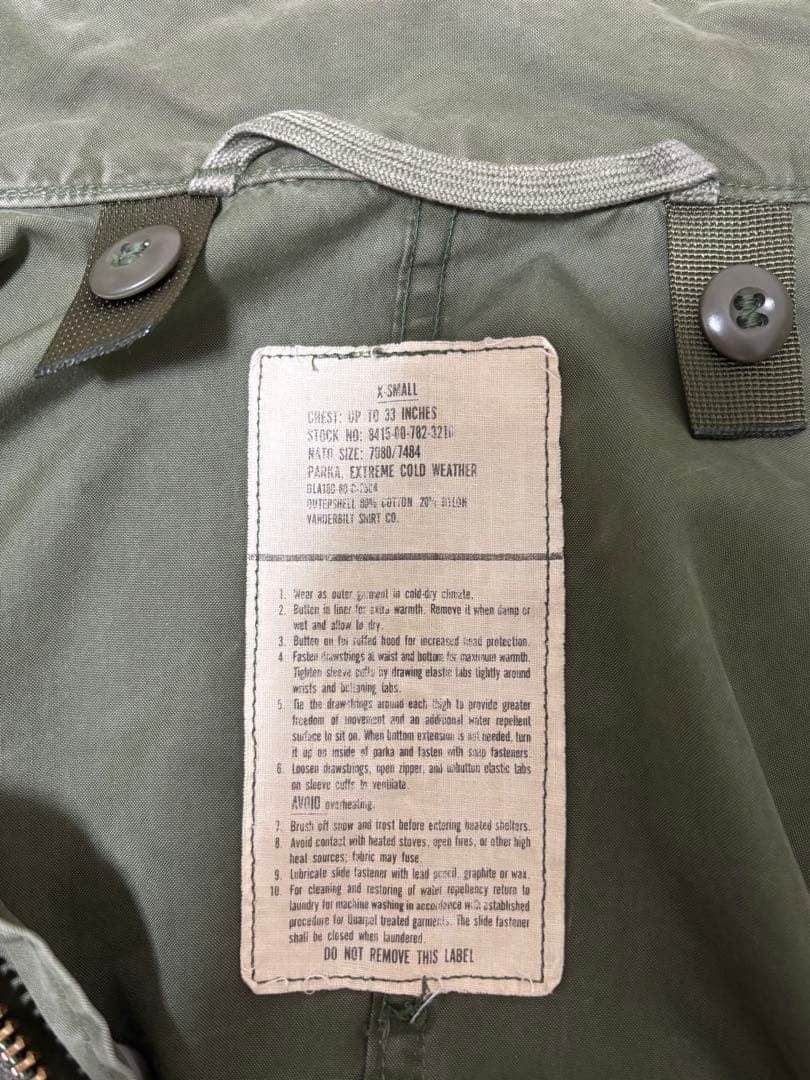 X-SMALL
CHEST: UP TO 33 INCHES
STOCK NO: 8415-00-782-3216
NATO SIZE: 7080/7484
PARKA, EXTREME COLD WEATHER
OUTERSHELL 80% COTTON 20% NYLON
VANDERBILT SHIRT CO.
1. Wear as outer garment in cold-dry climate.
2. Button in liner for extra warmth. Remove it when damp or
wet and allow to dry.
3. Button on fur ruffed hood for increased head protection.
4 Fasten drawstrings at waist and bottom for maximum warmth.
Tighten sleeve cuffs by drawing elastic tabs tightly around
wrists and buttoning tabs.
5. Tie the drawstrings around each thigh to provide greater
freedom of movement and an additional water repellent
surface to sit on. When bottom extension is not needed, turn
it up on inside of parka and fasten with snap fasteners.
6. Loosen drawstrings, open zipper, and unbutton elastic tabs
on sleeve cuffs to ventilate.
AVOID overheating.
7. Brush off snow and frost before entering heated shelters.
8. Avoid contact with heated stoves, open fires, or other high
heat sources; fabric may fuse.
9. Lubricate slide fastener with lead pencil, graphite or wax.
10. For cleaning and restoring of water repellency return to
laundry for machine washing in accordance with established
procedure for Quarpel treated garments. The slide fastener
shall be closed when laundered.
DO NOT REMOVE THIS LABEL